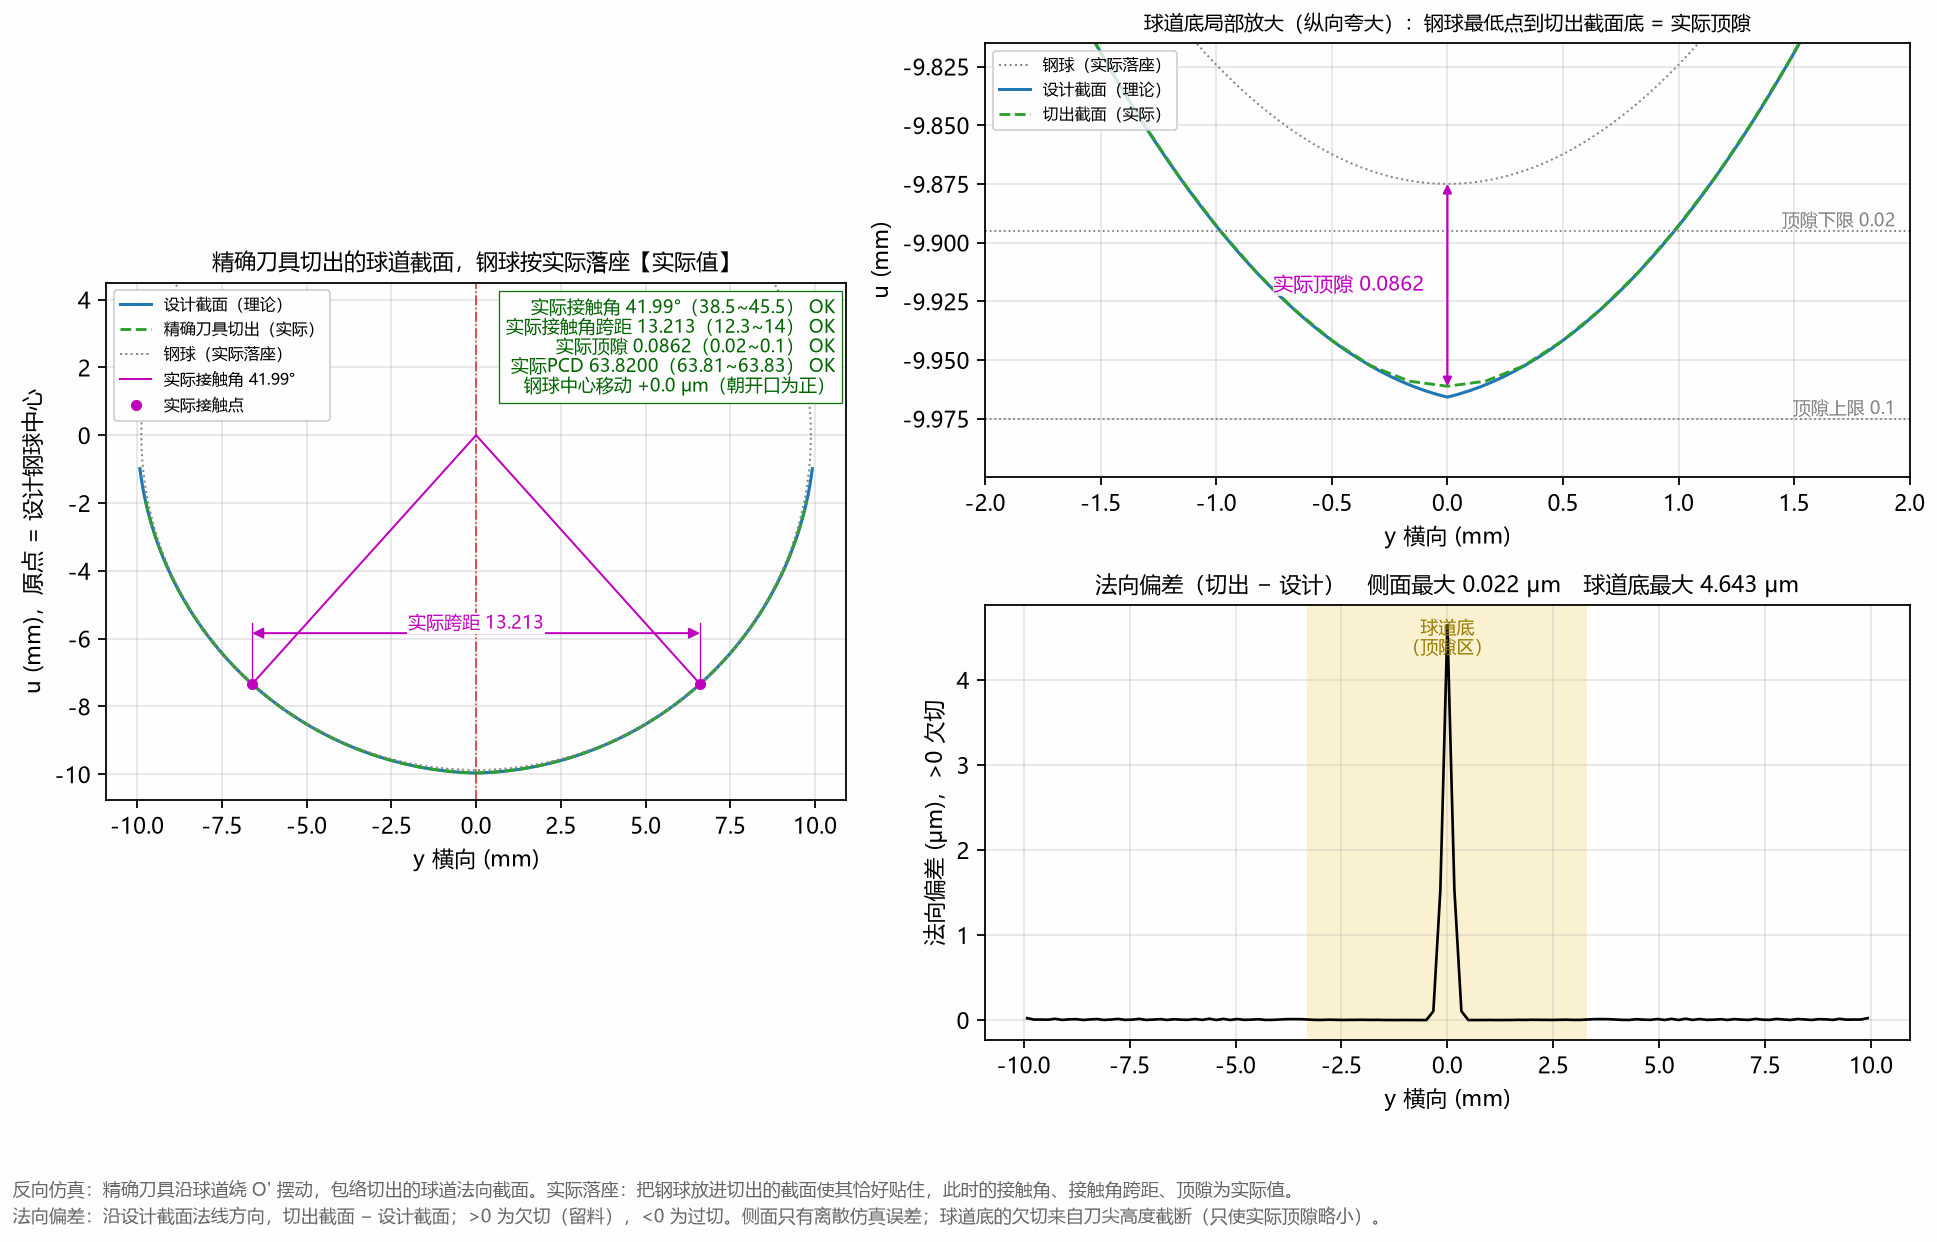 精确刀具切出的球道截面，钢球按实际落座【实际值】
设计截面（理论）
精确刀具切出（实际）
钢球（实际落座）
实际接触角 41.99°
实际接触点
实际接触角 41.99°（38.5~45.5） OK
实际接触角跨距 13.213（12.3~14） OK
实际顶隙 0.0862（0.02~0.1） OK
实际PCD 63.8200（63.81~63.83） OK
钢球中心移动 +0.0 μm（朝开口为正）
实际跨距 13.213
4
2
0
-2
-4
-6
-8
-10
-10.0 -7.5 -5.0 -2.5 0.0 2.5 5.0 7.5 10.0
y 横向 (mm)
u (mm)，原点 = 设计钢球中心
球道底局部放大（纵向夸大）：钢球最低点到切出截面底 = 实际顶隙
钢球（实际落座）
设计截面（理论）
切出截面（实际）
顶隙下限 0.02
实际顶隙 0.0862
顶隙上限 0.1
-9.825
-9.850
-9.875
-9.900
-9.925
-9.950
-9.975
-2.0 -1.5 -1.0 -0.5 0.0 0.5 1.0 1.5 2.0
y 横向 (mm)
u (mm)
法向偏差（切出 − 设计） 侧面最大 0.022 μm 球道底最大 4.643 μm
球道底
（顶隙区）
4
3
2
1
0
-10.0 -7.5 -5.0 -2.5 0.0 2.5 5.0 7.5 10.0
y 横向 (mm)
法向偏差 (μm)，>0 欠切
反向仿真：精确刀具沿球道绕 O' 摆动，包络切出的球道法向截面。实际落座：把钢球放进切出的截面使其恰好贴住，此时的接触角、接触角跨距、顶隙为实际值。
法向偏差：沿设计截面法线方向，切出截面 − 设计截面；>0 为欠切（留料），<0 为过切。侧面只有离散仿真误差；球道底的欠切来自刀尖高度截断（只使实际顶隙略小）。